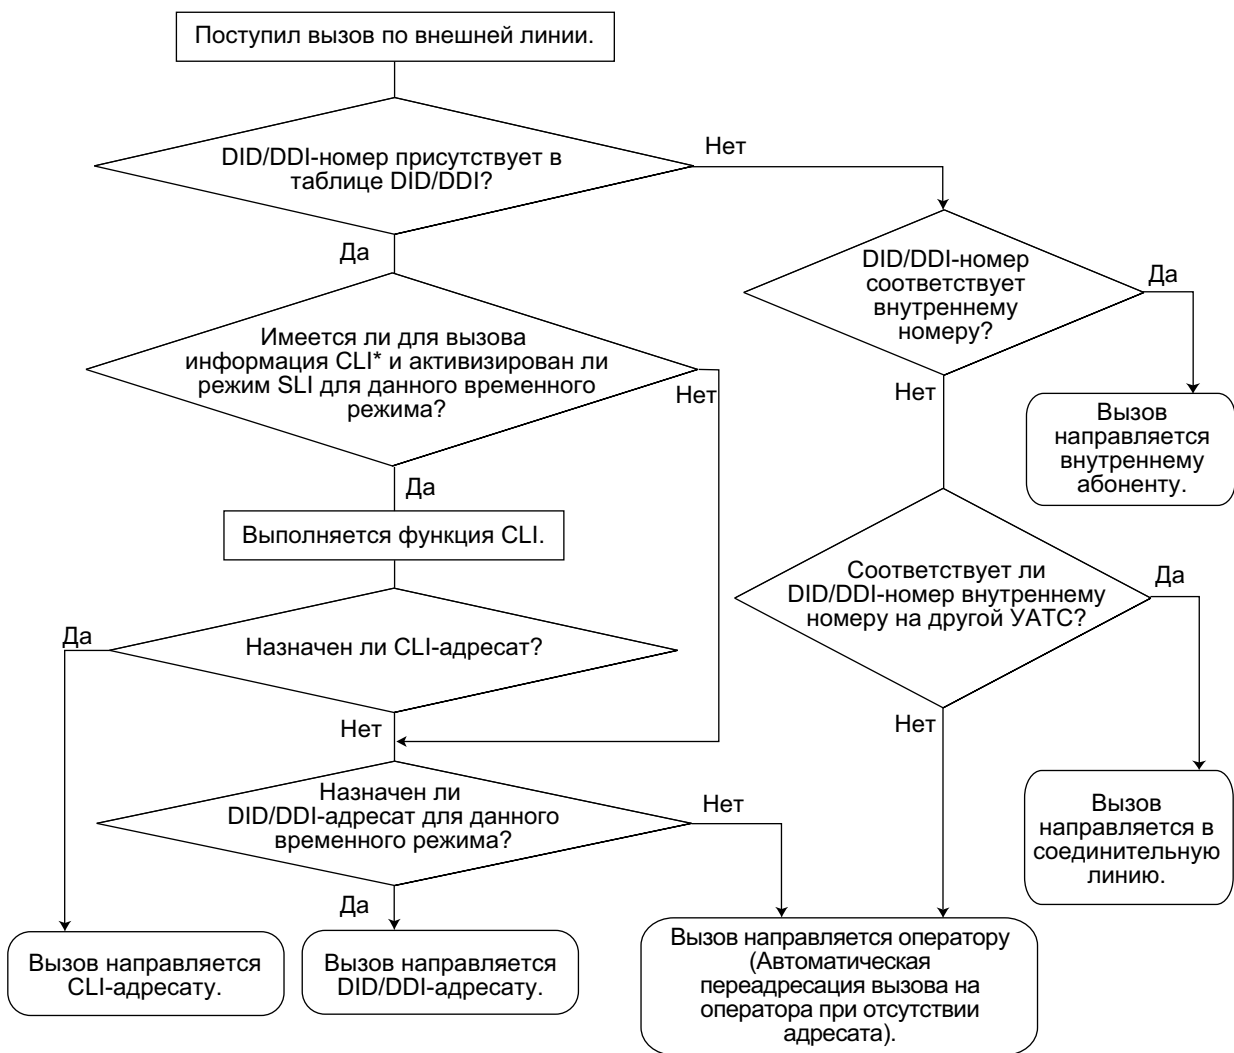 Поступил вызов по внешней линии.
DID/DDI-номер присутствует в
таблице DID/DDI?
Нет
Да
DID/DDI-номер
соответствует
внутреннему
номеру?
Да
Нет
Вызов
направляется
внутреннему
абоненту.
Имеется ли для вызова
информация CLI* и активизирован ли
режим SLI для данного временного
режима?
Нет
Да
Выполняется функция CLI.
Соответствует ли
DID/DDI-номер внутреннему
номеру на другой УАТС?
Да
Нет
Назначен ли CLI-адресат?
Да
Нет
Назначен ли
DID/DDI-адресат для данного
временного режима?
Нет
Да
Вызов
направляется в
соединительную
линию.
Вызов направляется
CLI-адресату.
Вызов направляется
DID/DDI-адресату.
Вызов направляется оператору
(Автоматическая
переадресация вызова на
оператора при отсутствии
адресата).